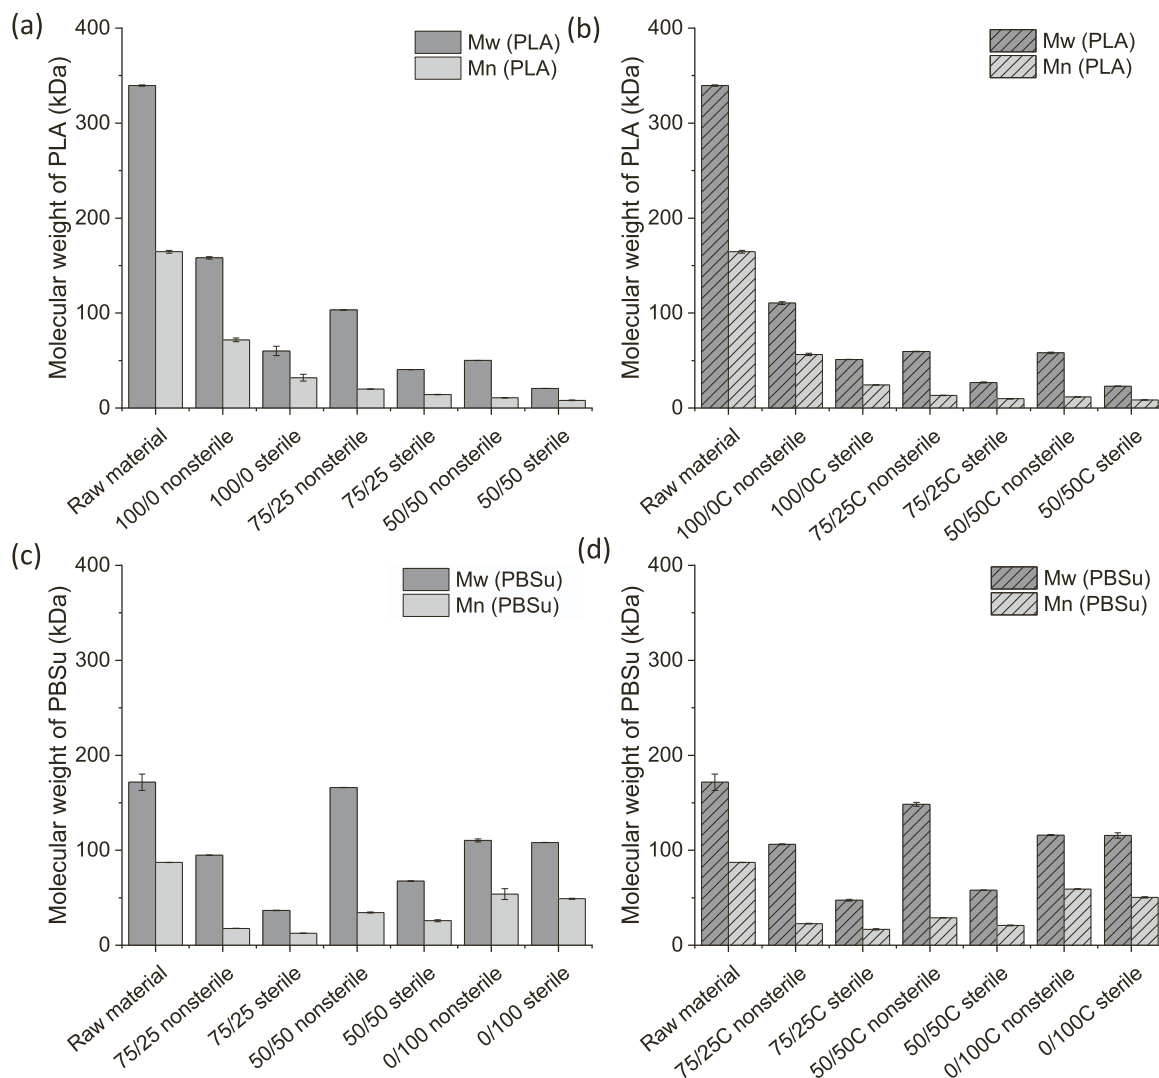 (a)
Molecular weight of PLA (kDa)
400
300
200
100
0
Mw (PLA)
Mn (PLA)
Raw material
100/0 nonsterile
100/0 sterile
75/25 nonsterile
75/25 sterile
50/50 nonsterile
50/50 sterile
(b)
Molecular weight of PLA (kDa)
400
300
200
100
0
Mw (PLA)
Mn (PLA)
Raw material
100/0C nonsterile
100/0C sterile
75/25C nonsterile
75/25C sterile
50/50C nonsterile
50/50C sterile
(c)
Molecular weight of PBSu (kDa)
400
300
200
100
0
Mw (PBSu)
Mn (PBSu)
Raw material
75/25 nonsterile
75/25 sterile
50/50 nonsterile
50/50 sterile
0/100 nonsterile
0/100 sterile
(d)
Molecular weight of PBSu (kDa)
400
300
200
100
0
Mw (PBSu)
Mn (PBSu)
Raw material
75/25C nonsterile
75/25C sterile
50/50C nonsterile
50/50C sterile
0/100C nonsterile
0/100C sterile